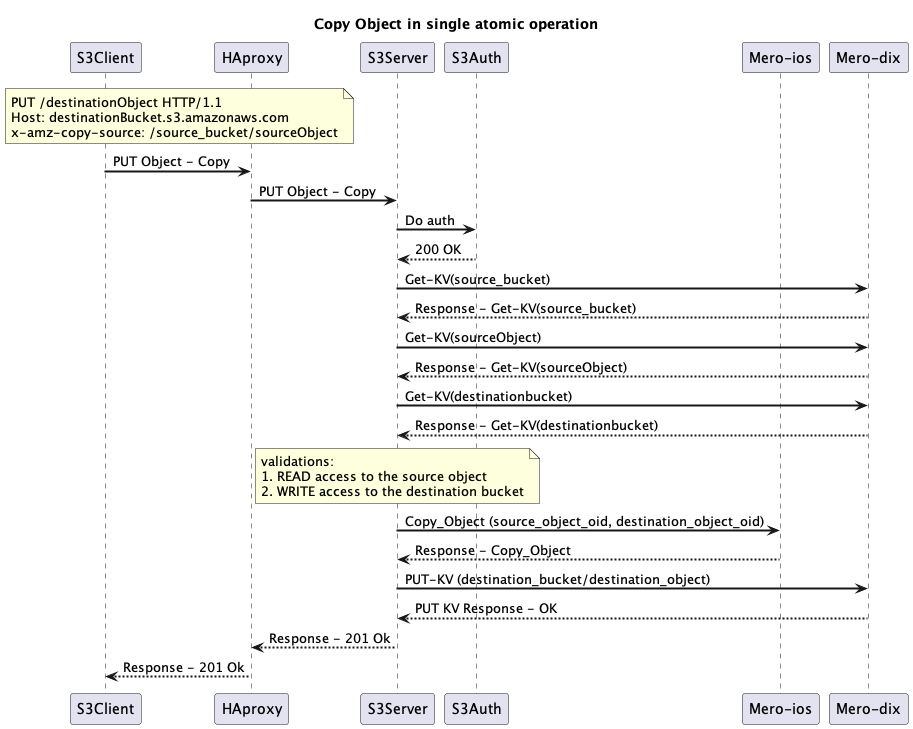 Copy Object in single atomic operation
S3Client
HAproxy
S3Server
S3Auth
Mero-ios
Mero-dix
PUT /destinationObject HTTP/1.1
Host: destinationBucket.s3.amazonaws.com
x-amz-copy-source: /source_bucket/sourceObject
PUT Object - Copy
PUT Object - Copy
Do auth
200 OK
Get-KV(source_bucket)
Response - Get-KV(source_bucket)
Get-KV(sourceObject)
Response - Get-KV(sourceObject)
Get-KV(destinationbucket)
Response - Get-KV(destinationbucket)
validations:
1. READ access to the source object
2. WRITE access to the destination bucket
Copy_Object (source_object_oid, destination_object_oid)
Response - Copy_Object
PUT-KV (destination_bucket/destination_object)
PUT KV Response - OK
Response - 201 Ok
Response - 201 Ok
S3Client
HAproxy
S3Server
S3Auth
Mero-ios
Mero-dix